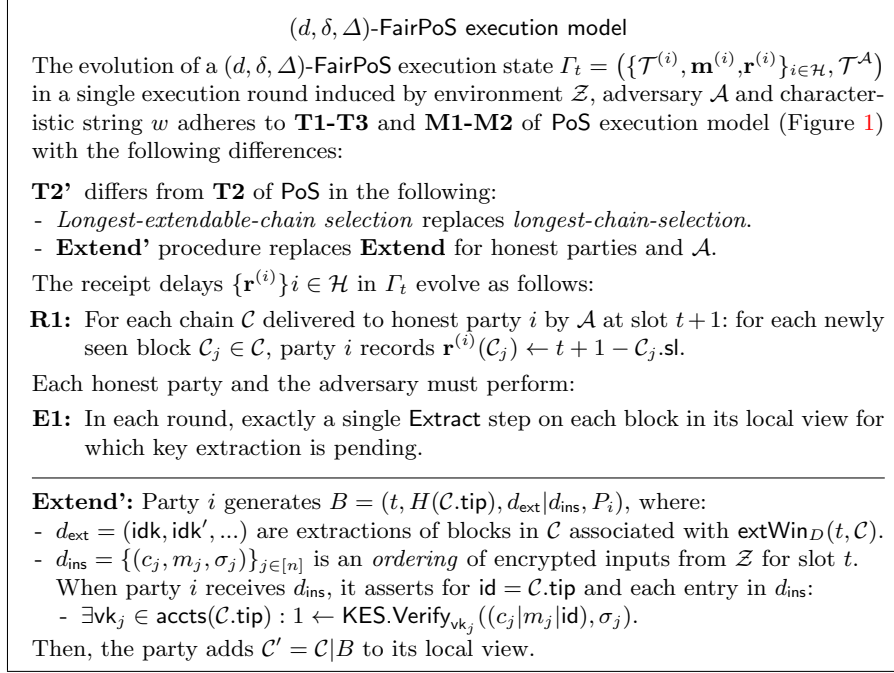 (d, δ, Δ)-FairPoS execution model
The evolution of a (d, δ, Δ)-FairPoS execution state Γ_t = ({𝒯^(i), m^(i),r^(i)}_{i∈ℋ}, 𝒯^𝒜)
in a single execution round induced by environment 𝒵, adversary 𝒜 and character-
istic string w adheres to T1-T3 and M1-M2 of PoS execution model (Figure 1)
with the following differences:
T2’ differs from T2 of PoS in the following:
- Longest-extendable-chain selection replaces longest-chain-selection.
- Extend’ procedure replaces Extend for honest parties and 𝒜.
The receipt delays {r^(i)}i ∈ ℋ in Γ_t evolve as follows:
R1: For each chain 𝒞 delivered to honest party i by 𝒜 at slot t+1: for each newly
seen block 𝒞_j ∈ 𝒞, party i records r^(i)(𝒞_j) ← t + 1 − 𝒞_j.sl.
Each honest party and the adversary must perform:
E1: In each round, exactly a single Extract step on each block in its local view for
which key extraction is pending.
Extend’: Party i generates B = (t, H(𝒞.tip), d_ext|d_ins, P_i), where:
- d_ext = (idk, idk′, ...) are extractions of blocks in 𝒞 associated with extWin_D(t, 𝒞).
- d_ins = {(c_j, m_j, σ_j)}_{j∈[n]} is an ordering of encrypted inputs from 𝒵 for slot t.
When party i receives d_ins, it asserts for id = 𝒞.tip and each entry in d_ins:
- ∃vk_j ∈ accts(𝒞.tip) : 1 ← KES.Verify_{vk_j}((c_j|m_j|id), σ_j).
Then, the party adds 𝒞′ = 𝒞|B to its local view.